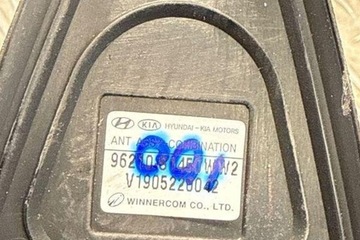 KIA HYUNDAI - KIA MOTORS
ANT ASSY COMBINATION
V1905220042
WINNERCOM CO., LTD.